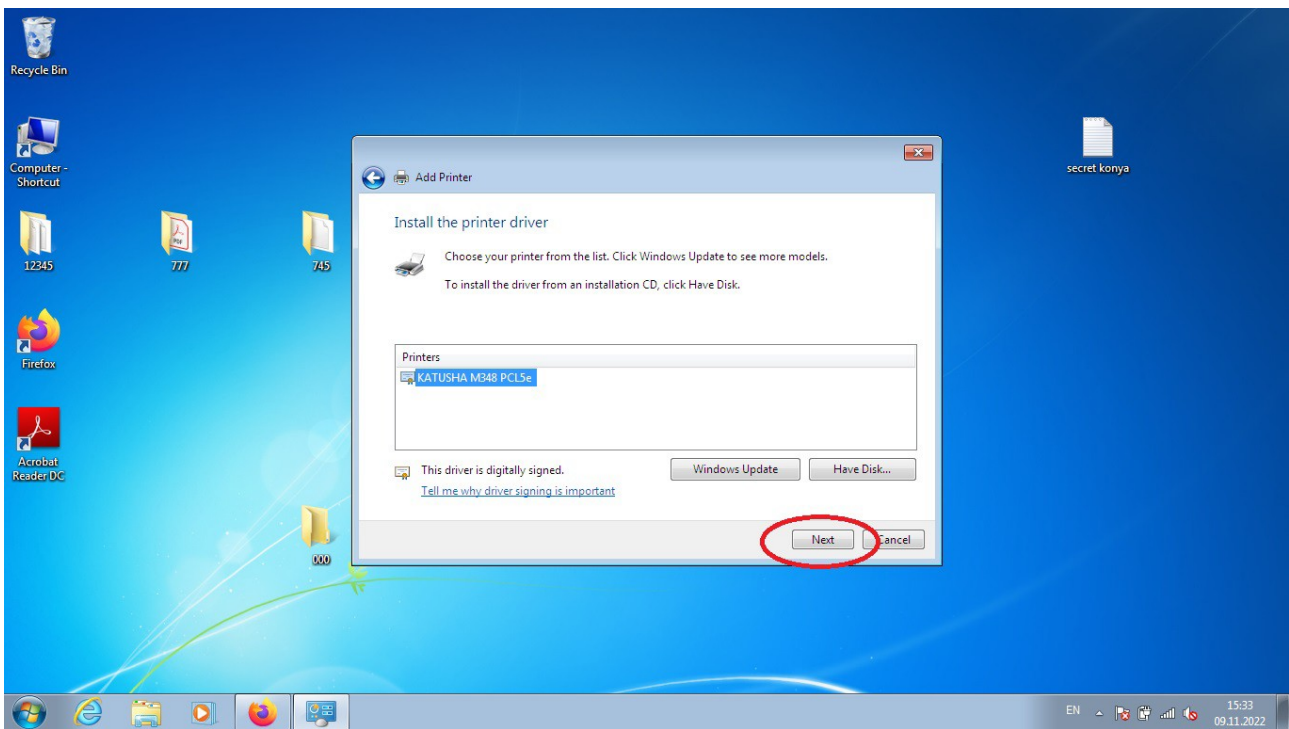 Recycle Bin
Computer -
Shortcut
12345
777
745
Firefox
Acrobat
Reader DC
000
secret konya
Add Printer
Install the printer driver
Choose your printer from the list. Click Windows Update to see more models.
To install the driver from an installation CD, click Have Disk.
Printers
KATUSHA M348 PCL5e
This driver is digitally signed.
Tell me why driver signing is important
Windows Update
Have Disk...
Next
Cancel
EN
15:33
09.11.2022